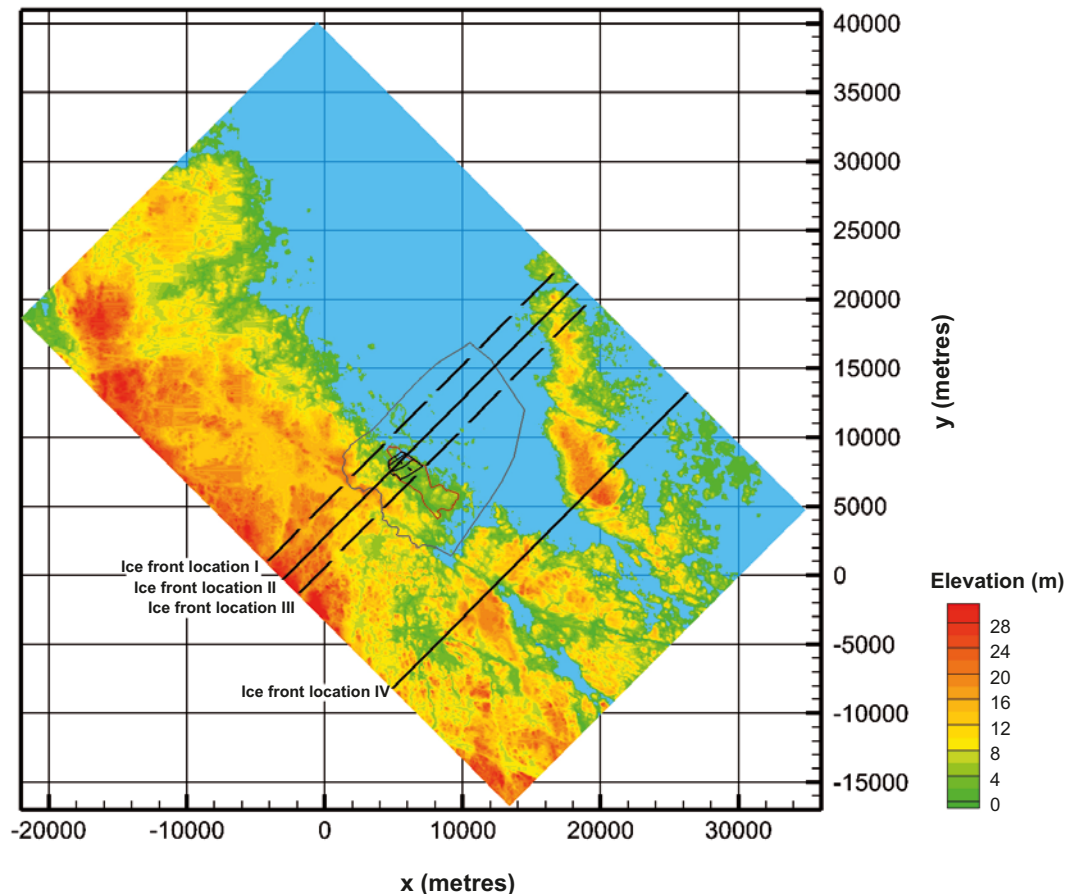 40000
35000
30000
25000
20000
15000
10000
5000
0
-5000
-10000
-15000
y (metres)
Ice front location I
Ice front location II
Ice front location III
Ice front location IV
Elevation (m)
28
24
20
16
12
8
4
0
-20000 -10000 0 10000 20000 30000
x (metres)